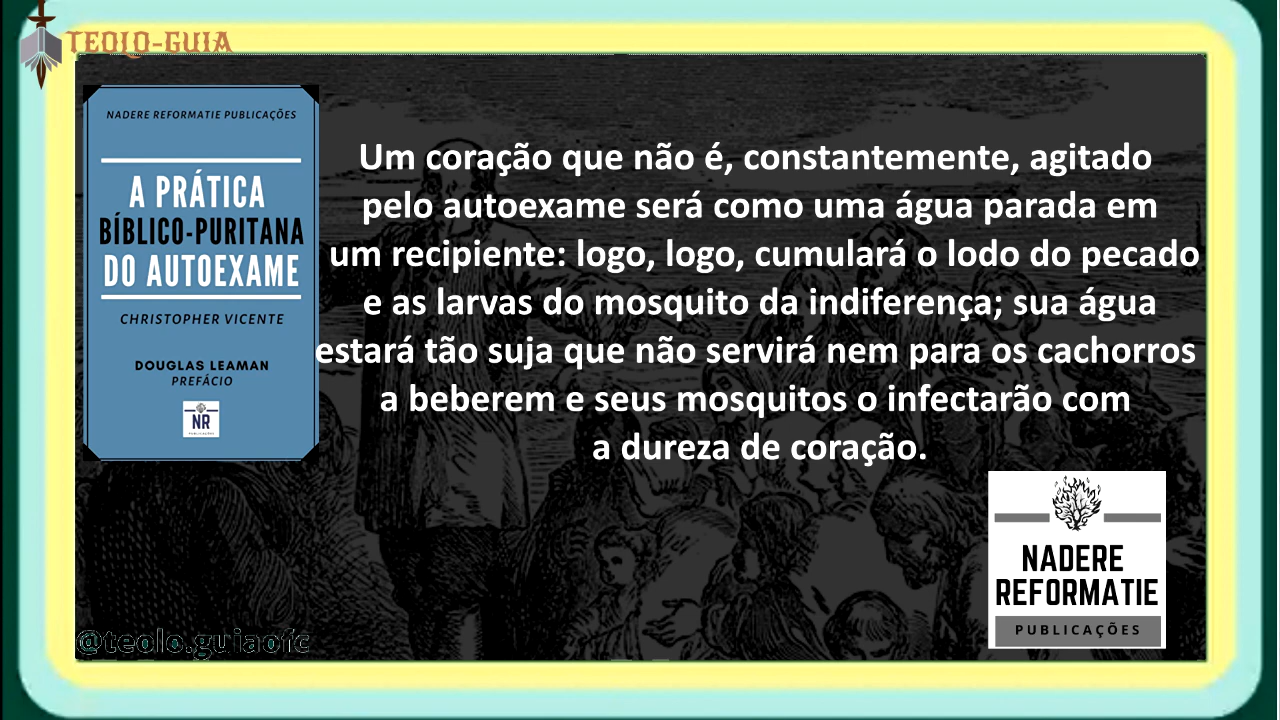 TEOLO-GUIA
NADERE REFORMATIE PUBLICAÇÕES
A PRÁTICA
BÍBLICO-PURITANA
DO AUTOEXAME
CHRISTOPHER VICENTE
DOUGLAS LEAMAN
PREFÁCIO
NR
PUBLICAÇÕES
Um coração que não é, constantemente, agitado
pelo autoexame será como uma água parada em
um recipiente: logo, logo, cumulará o lodo do pecado
e as larvas do mosquito da indiferença; sua água
estará tão suja que não servirá nem para os cachorros
a beberem e seus mosquitos o infectarão com
a dureza de coração.
NADERE
REFORMATIE
PUBLICAÇÕES
@teolo.guiaofc